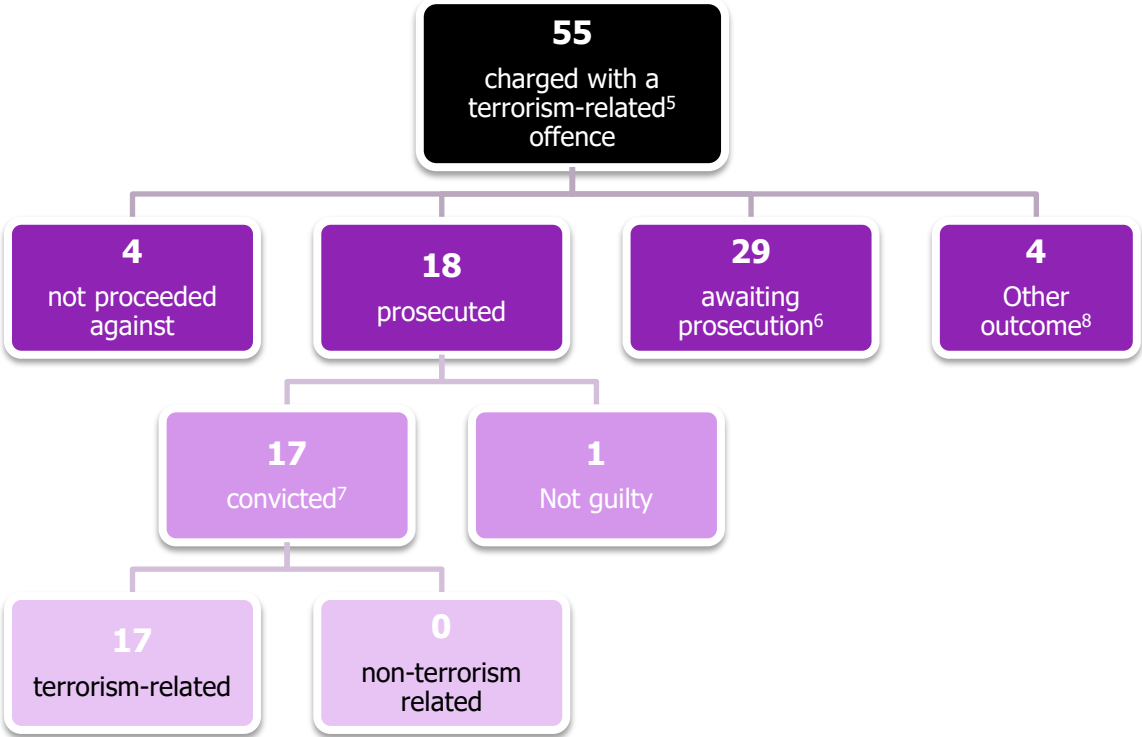 55
charged with a
terrorism-related⁵
offence
4
not proceeded
against
18
prosecuted
29
awaiting
prosecution⁶
4
Other
outcome⁸
17
convicted⁷
1
Not guilty
17
terrorism-related
0
non-terrorism
related